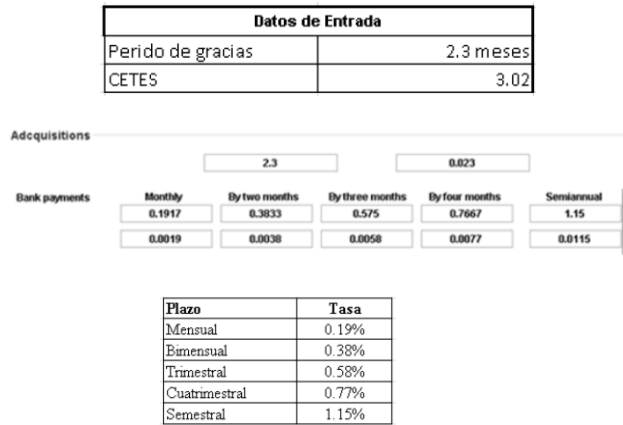 Datos de Entrada
Perido de gracias 2.3 meses
CETES 3.02
Adcquisitions
2.3 0.023
Bank payments Monthly By two months By three months By four months Semiannual
0.1917 0.3833 0.575 0.7667 1.15
0.0019 0.0038 0.0058 0.0077 0.0115
Plazo Tasa
Mensual 0.19%
Bimensual 0.38%
Trimestral 0.58%
Cuatrimestral 0.77%
Semestral 1.15%